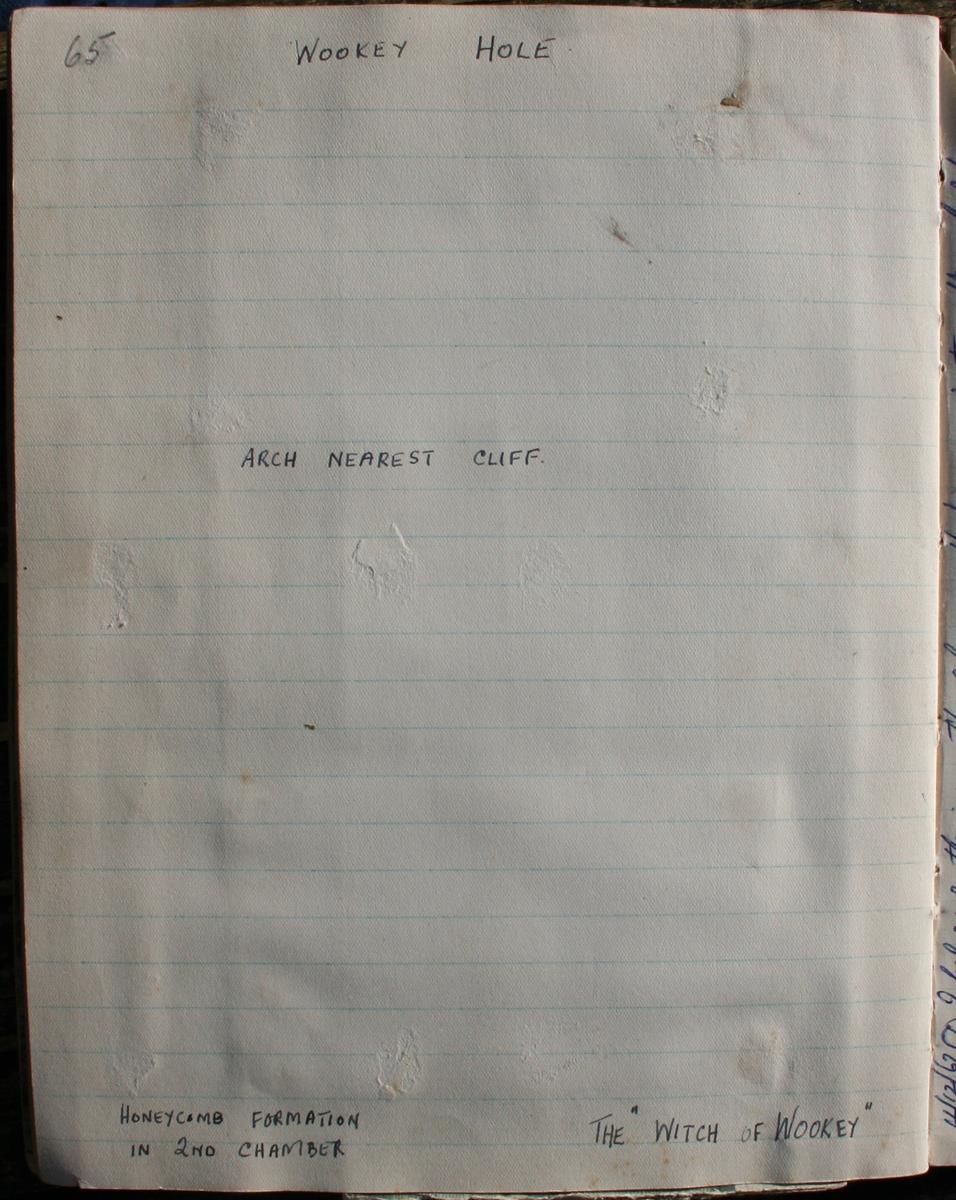 65
WOOKEY HOLE
ARCH NEAREST CLIFF.
HONEYCOMB FORMATION
IN 2ND CHAMBER
THE "WITCH OF WOOKEY"